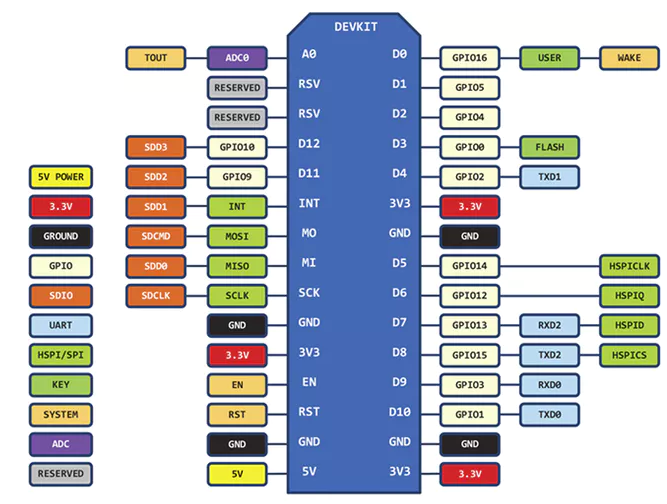 DEVKIT
TOUT ADC0 A0 D0 GPIO16 USER WAKE
RESERVED RSV D1 GPIO5
RESERVED RSV D2 GPIO4
SDD3 GPIO10 D12 D3 GPIO0 FLASH
5V POWER SDD2 GPIO9 D11 D4 GPIO2 TXD1
3.3V SDD1 INT INT 3V3 3.3V
GROUND SDCMD MOSI MO GND GND
GPIO SDD0 MISO MI D5 GPIO14 HSPICLK
SDIO SDCLK SCLK SCK D6 GPIO12 HSPIQ
UART GND GND D7 GPIO13 RXD2 HSPID
HSPI/SPI 3.3V 3V3 D8 GPIO15 TXD2 HSPICS
KEY EN EN D9 GPIO3 RXD0
SYSTEM RST RST D10 GPIO1 TXD0
ADC GND GND GND GND
RESERVED 5V 5V 3V3 3.3V